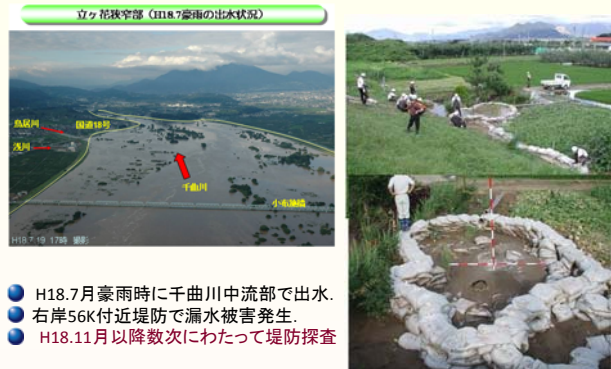 立ヶ花狭窄部（H18.7豪雨の出水状況）
鳥居川
国道18号
浅川
千曲川
小布施橋
H18.7.19 17時 撮影
H18.7月豪雨時に千曲川中流部で出水.
右岸56K付近堤防で漏水被害発生.
H18.11月以降数次にわたって堤防探査